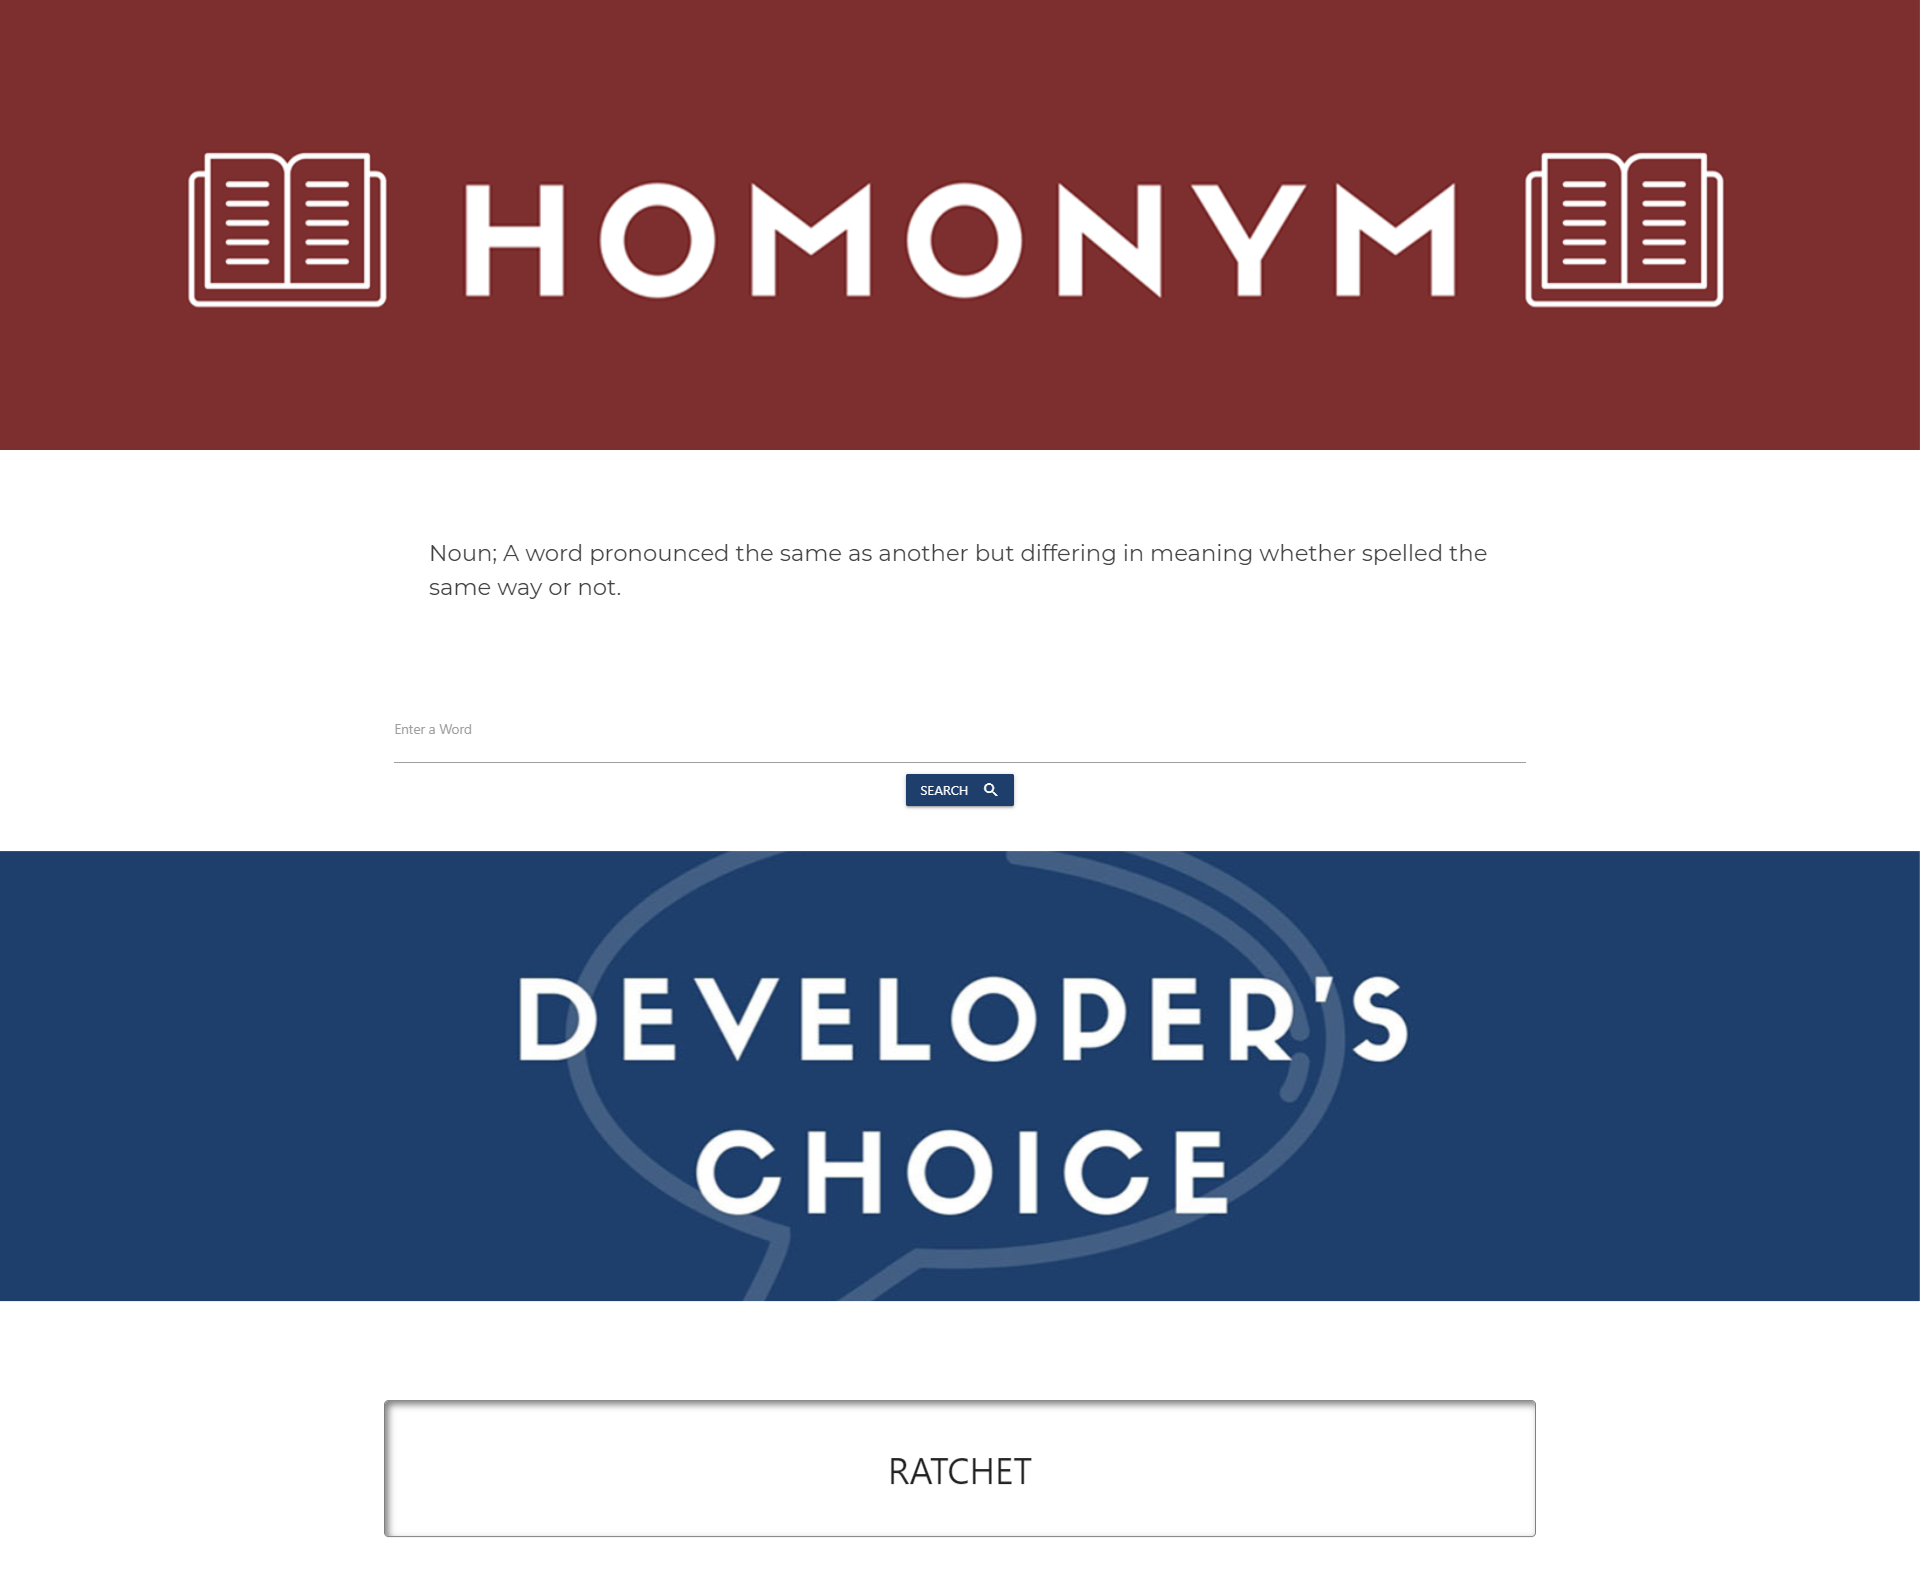 HOMONYM
Noun; A word pronounced the same as another but differing in meaning whether spelled the
same way or not.
Enter a Word
SEARCH
DEVELOPER'S
CHOICE
RATCHET